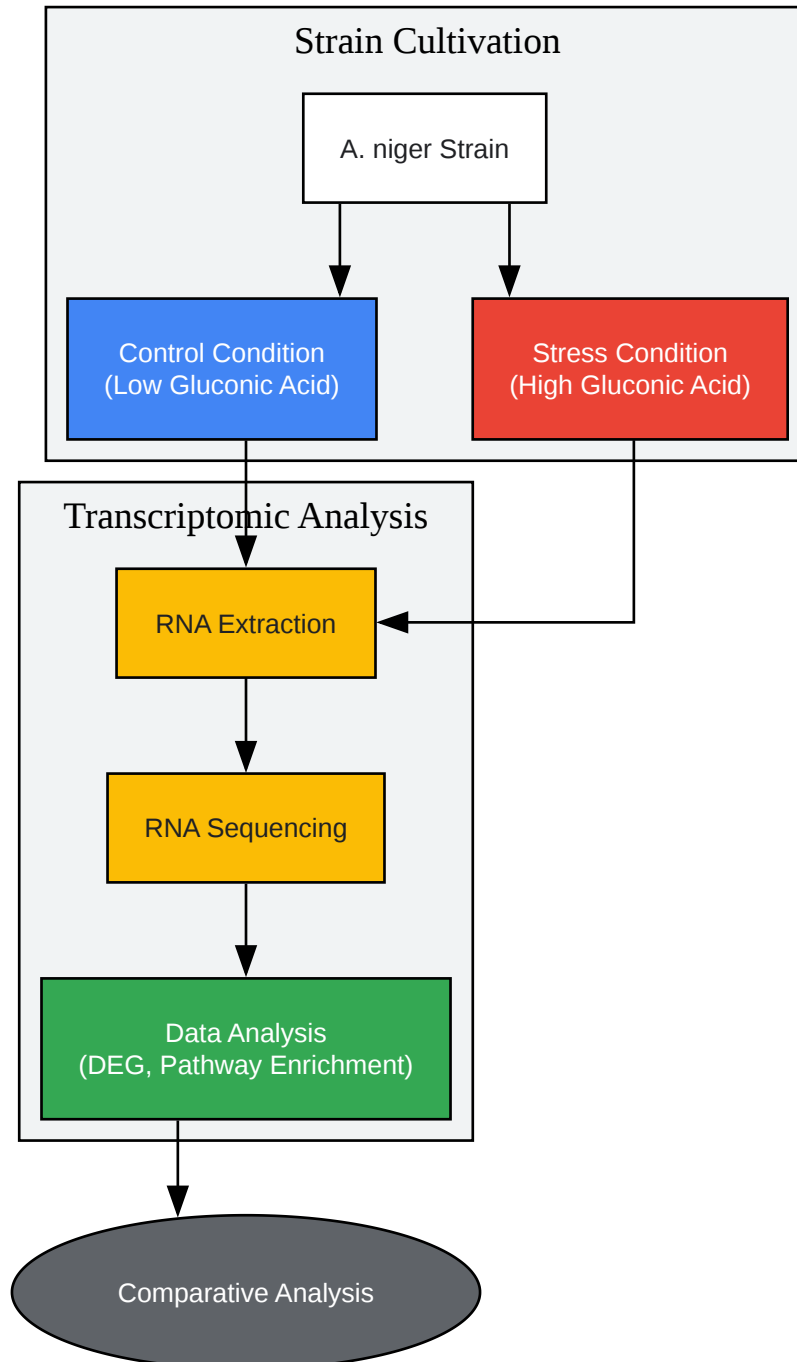 Strain Cultivation
A. niger Strain
Control Condition
(Low Gluconic Acid)
Stress Condition
(High Gluconic Acid)
Transcriptomic Analysis
RNA Extraction
RNA Sequencing
Data Analysis
(DEG, Pathway Enrichment)
Comparative Analysis